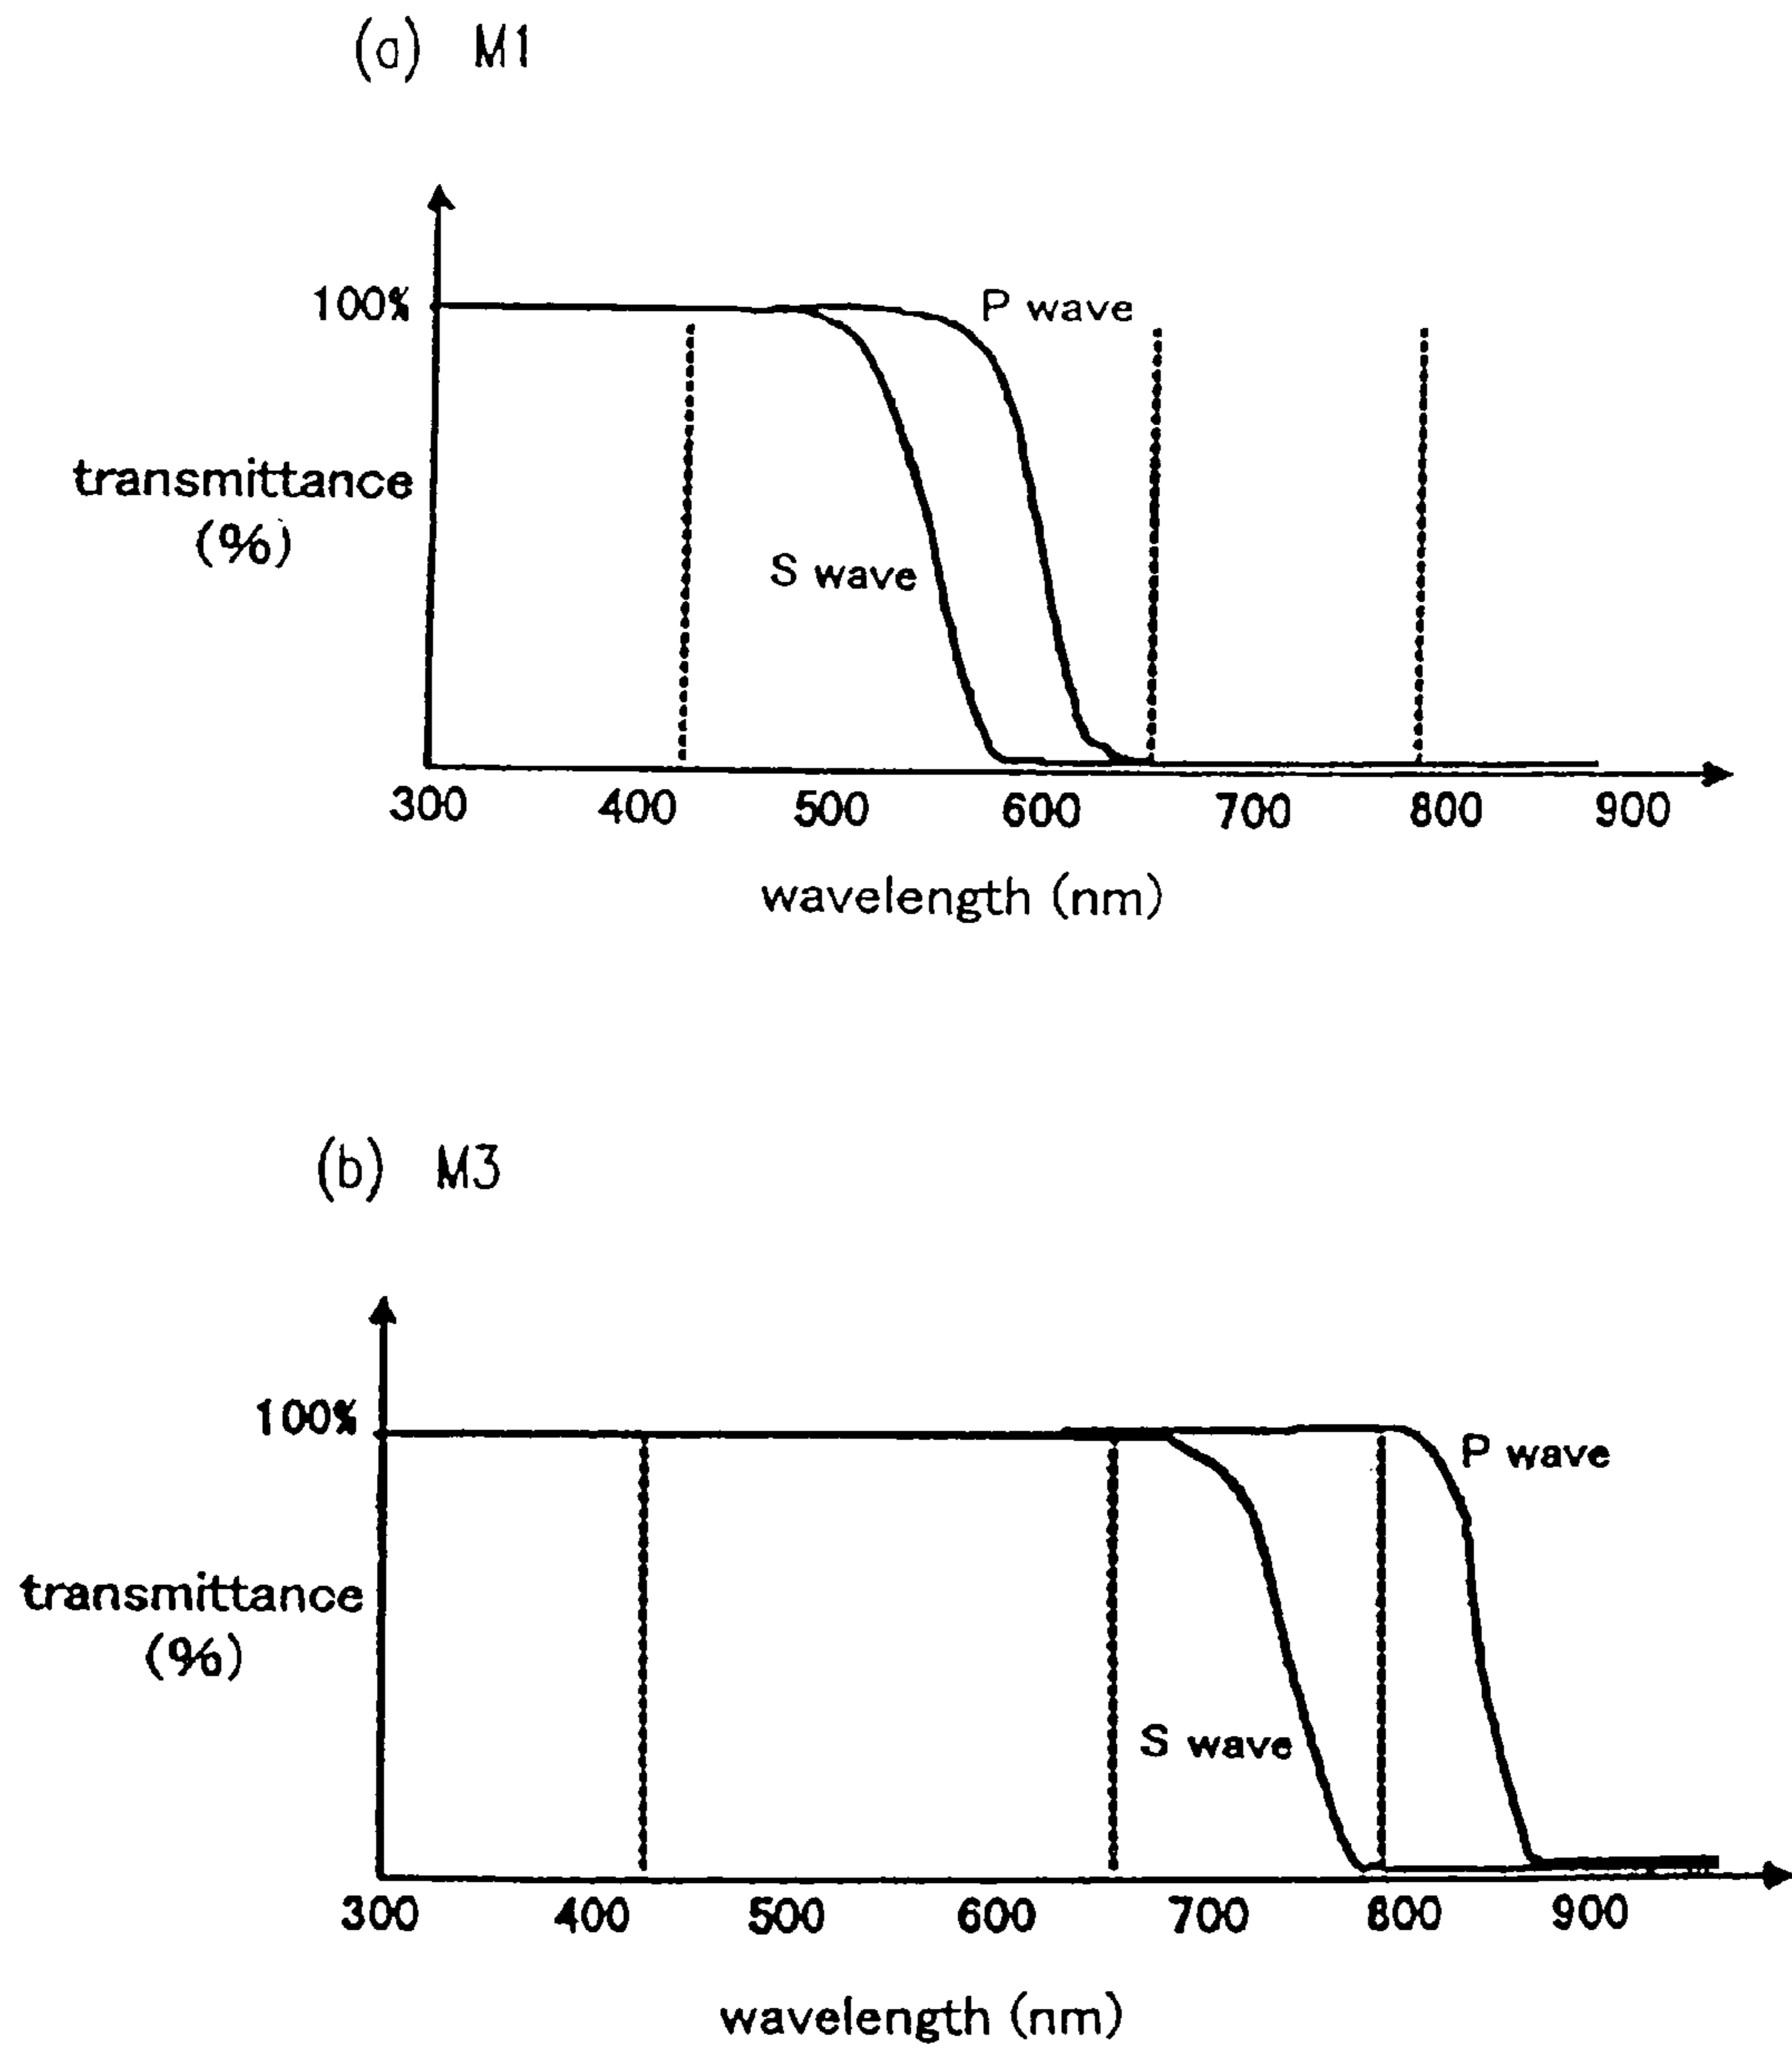 (a) M1
100%
P wave
transmittance
(%)
S wave
300 400 500 600 700 800 900
wavelength (nm)
(b) M3
100%
P wave
transmittance
(%)
S wave
300 400 500 600 700 800 900
wavelength (nm)